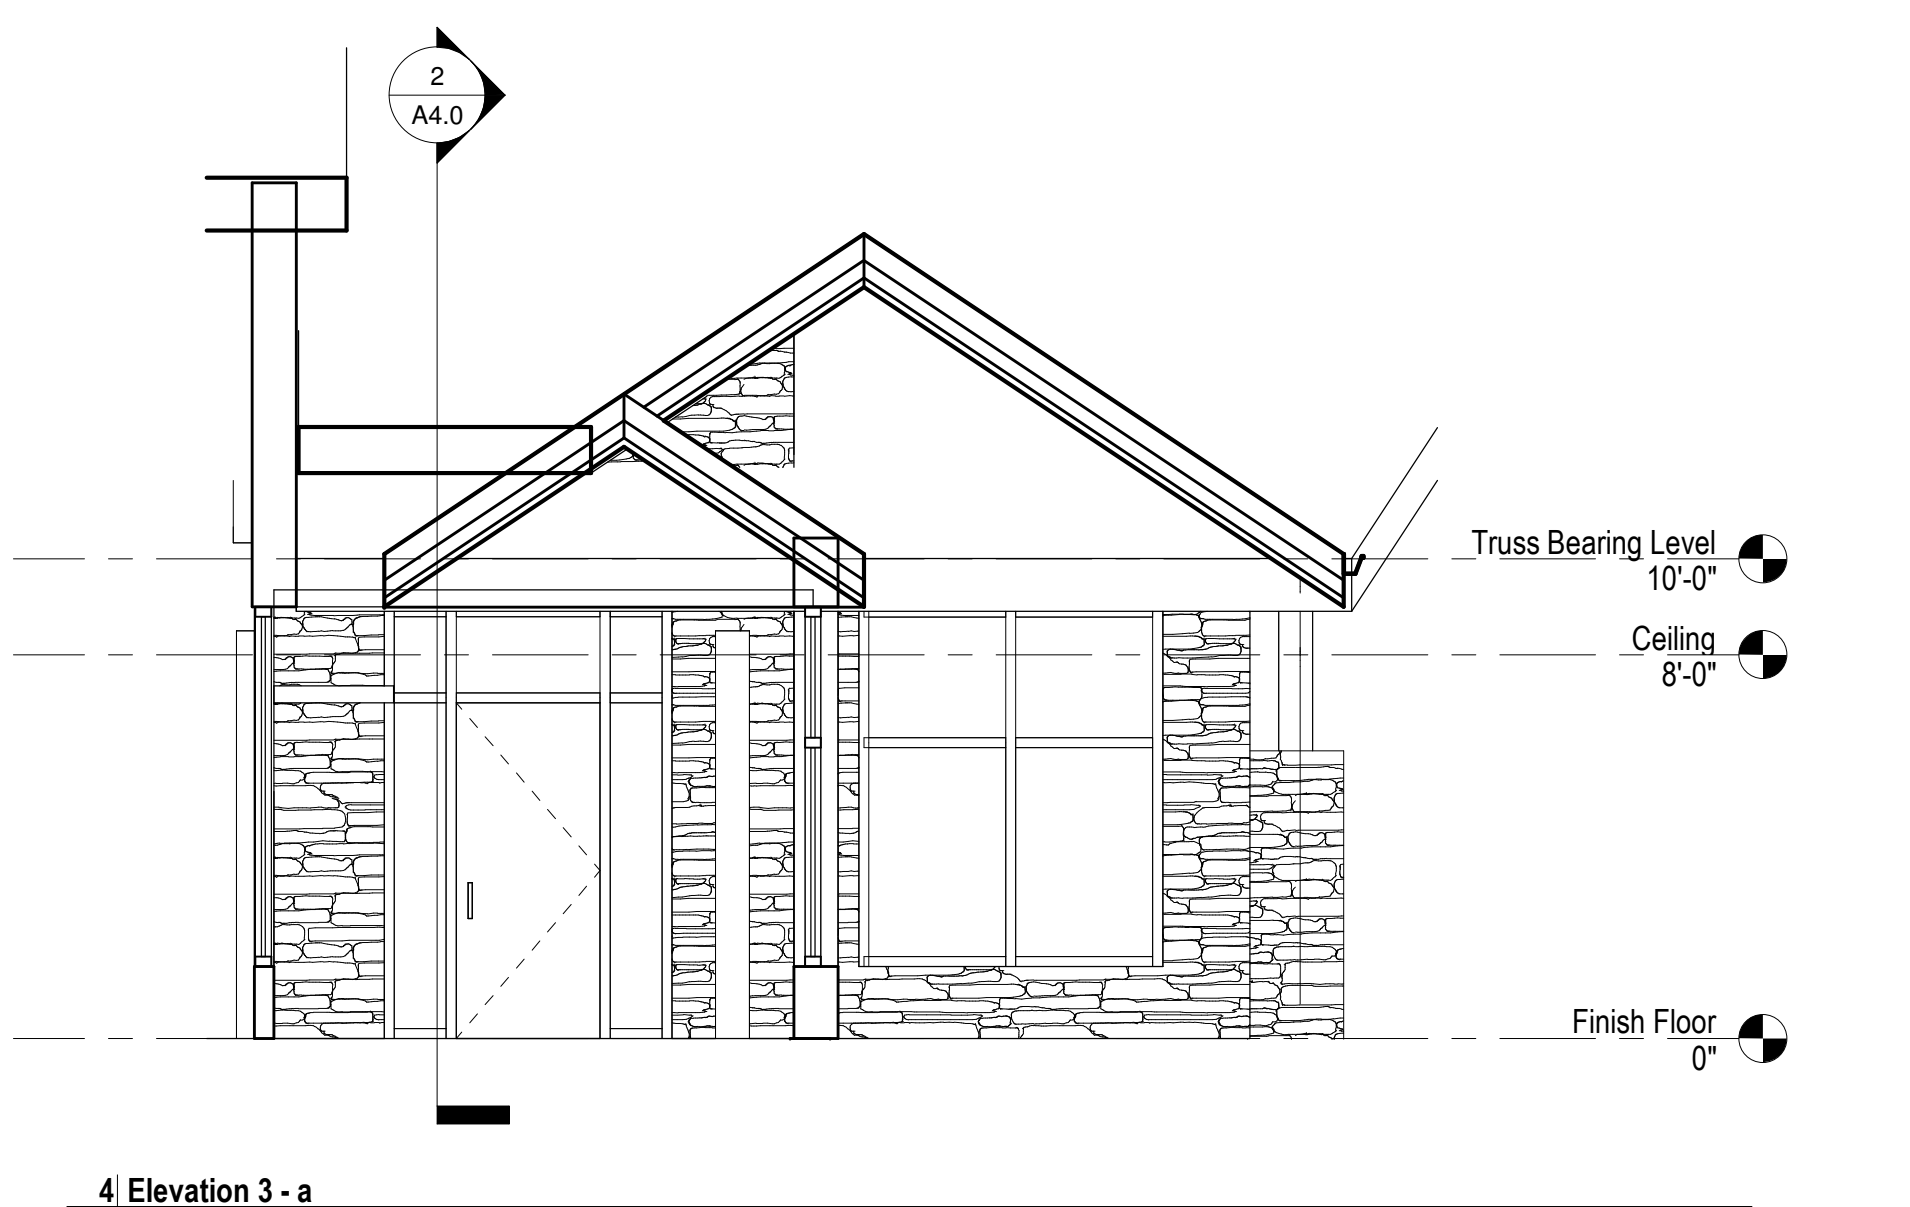 2
A4.0
Truss Bearing Level
10'-0"
Ceiling
8'-0"
Finish Floor
0"
4 Elevation 3 - a